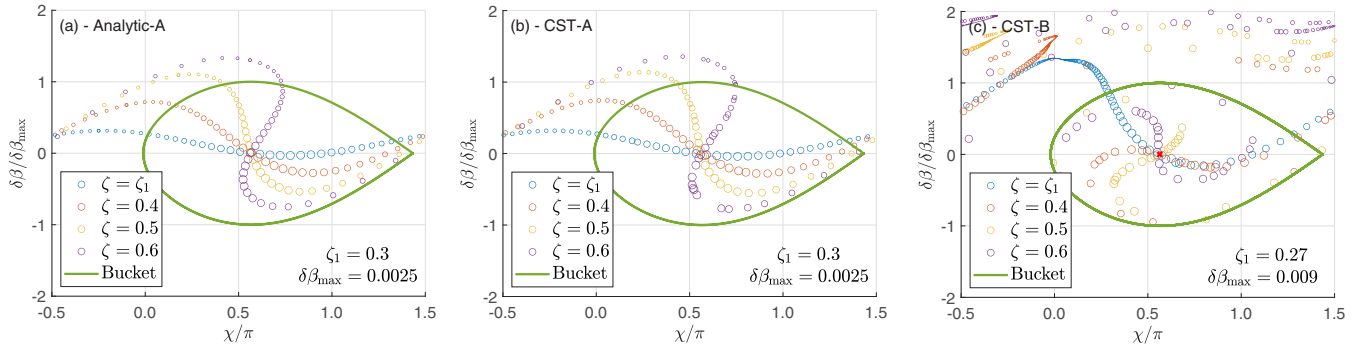 (a) - Analytic-A
2
1
0
-1
-2
δβ/δβmax
ζ = ζ1
ζ = 0.4
ζ = 0.5
ζ = 0.6
Bucket
ζ1 = 0.3
δβmax = 0.0025
-0.5 0.0 0.5 1.0 1.5
χ/π
(b) - CST-A
2
1
0
-1
-2
δβ/δβmax
ζ = ζ1
ζ = 0.4
ζ = 0.5
ζ = 0.6
Bucket
ζ1 = 0.3
δβmax = 0.0025
-0.5 0.0 0.5 1.0 1.5
χ/π
(c) - CST-B
2
1
0
-1
-2
δβ/δβmax
ζ = ζ1
ζ = 0.4
ζ = 0.5
ζ = 0.6
Bucket
ζ1 = 0.27
δβmax = 0.009
-0.5 0.0 0.5 1.0 1.5
χ/π